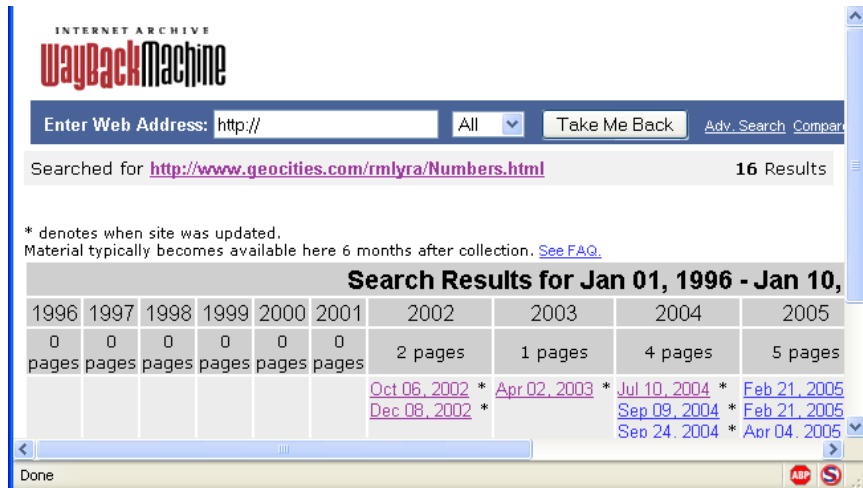 INTERNET ARCHIVE
WayBackMachine
Enter Web Address: http:// All Take Me Back Adv. Search Compare
Searched for http://www.geocities.com/rmlyra/Numbers.html 16 Results
* denotes when site was updated.
Material typically becomes available here 6 months after collection. See FAQ.
Search Results for Jan 01, 1996 - Jan 10,
1996 1997 1998 1999 2000 2001 2002 2003 2004 2005
0 pages 0 pages 0 pages 0 pages 0 pages 0 pages 2 pages 1 pages 4 pages 5 pages
Oct 06, 2002 * Apr 02, 2003 * Jul 10, 2004 * Feb 21, 2005
Dec 08, 2002 * Sep 09, 2004 * Feb 21, 2005
Sep 24, 2004 * Apr 04, 2005
Done ABP S